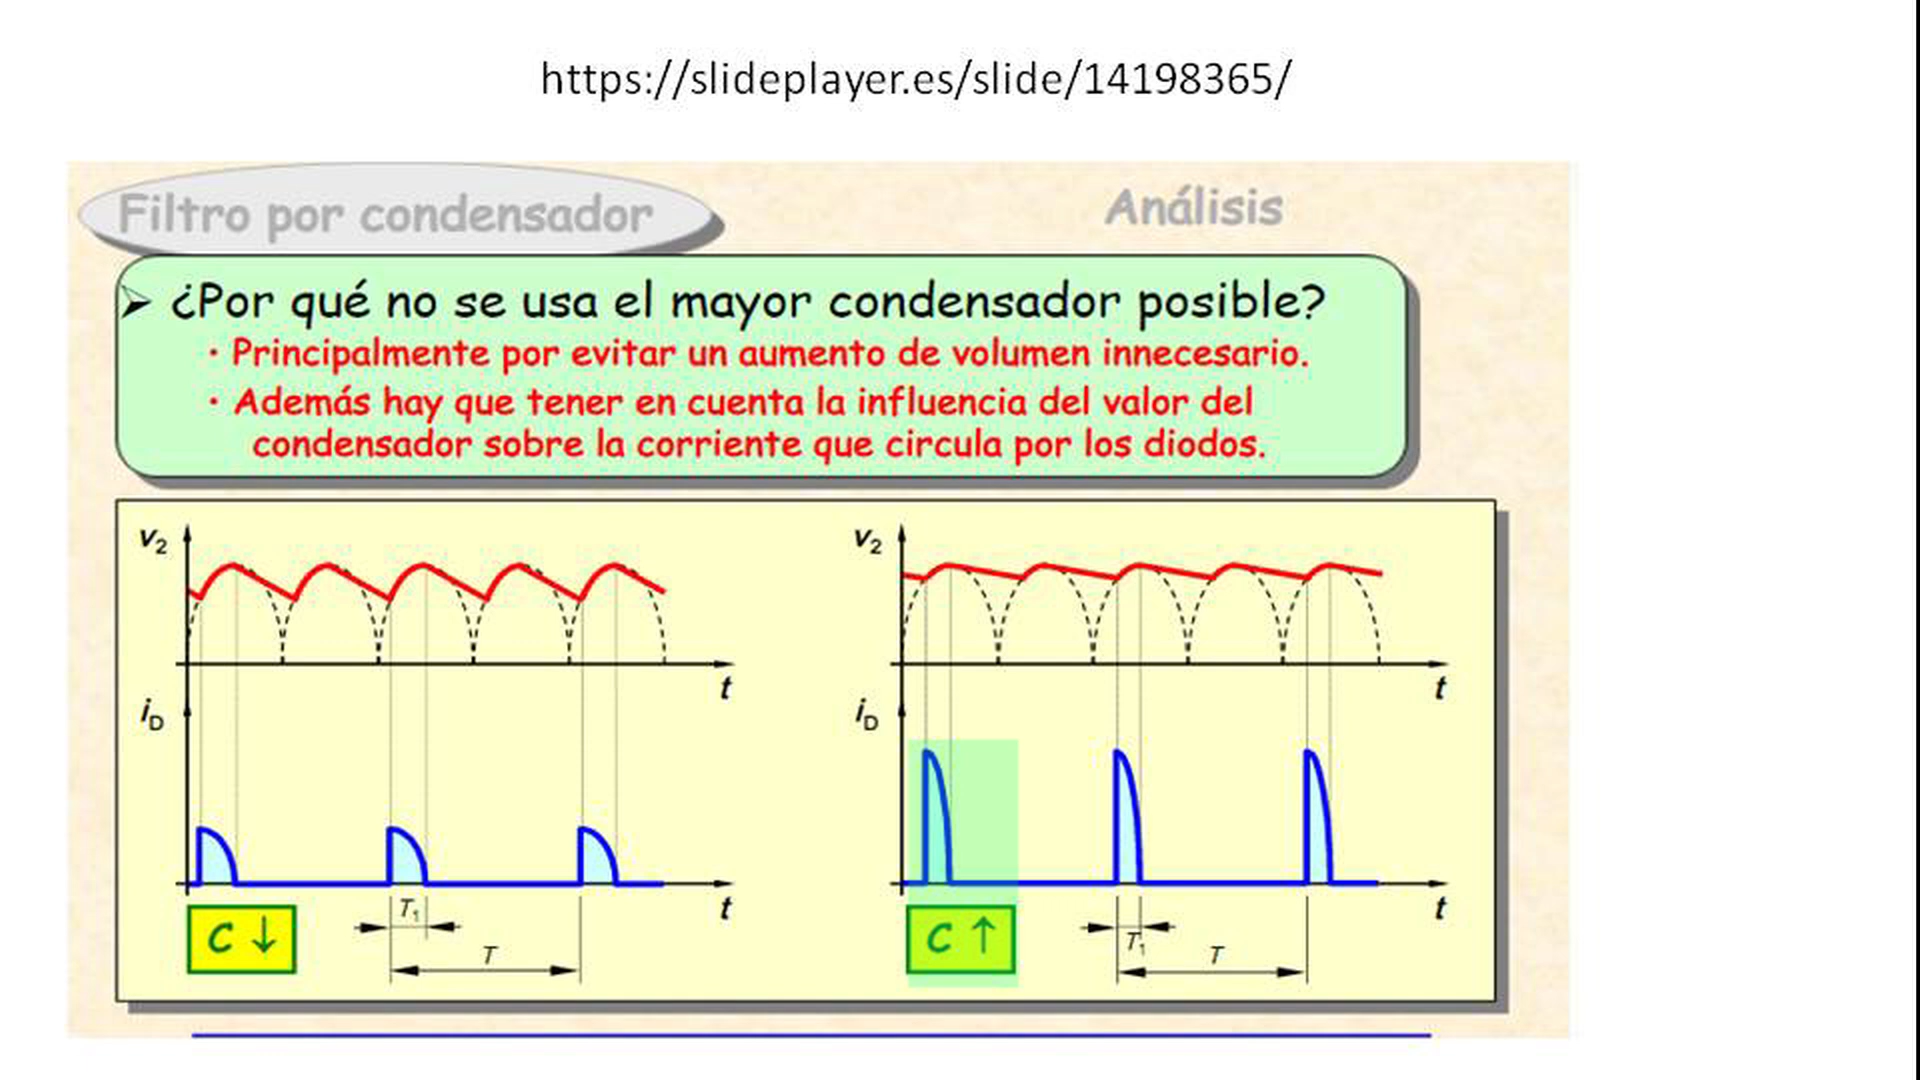 https://slideplayer.es/slide/14198365/
Filtro por condensador
Análisis
➤ ¿Por qué no se usa el mayor condensador posible?
• Principalmente por evitar un aumento de volumen innecesario.
• Además hay que tener en cuenta la influencia del valor del
condensador sobre la corriente que circula por los diodos.
v₂
t
i_D
t
T₁
T
C ↓
v₂
t
i_D
t
T₁
T
C ↑